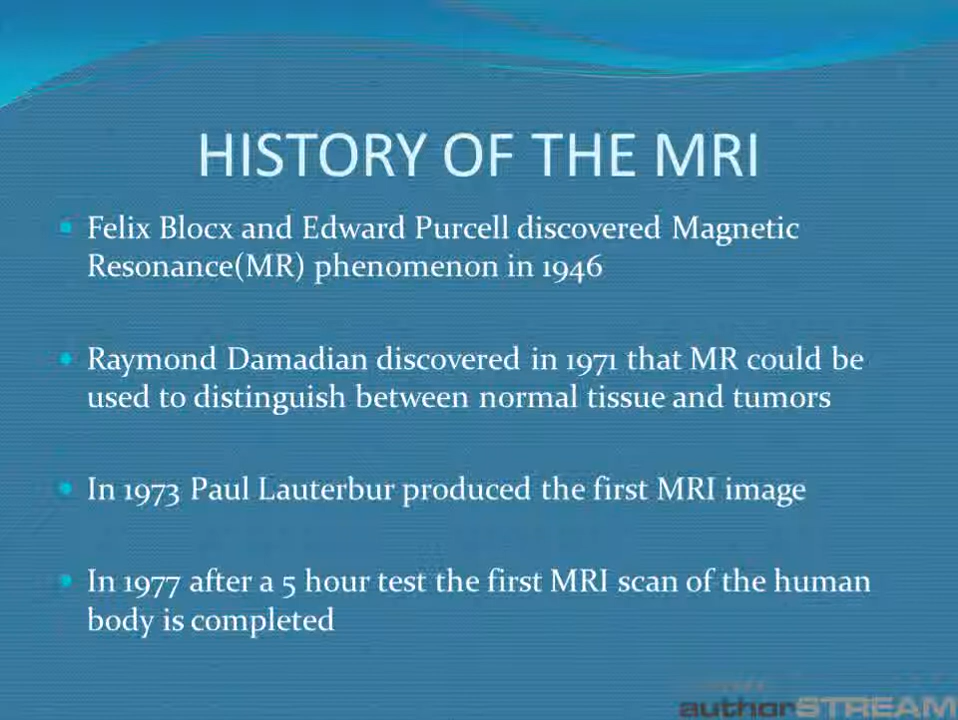 HISTORY OF THE MRI
Felix Blocx and Edward Purcell discovered Magnetic
Resonance(MR) phenomenon in 1946
Raymond Damadian discovered in 1971 that MR could be
used to distinguish between normal tissue and tumors
In 1973 Paul Lauterbur produced the first MRI image
In 1977 after a 5 hour test the first MRI scan of the human
body is completed
authorSTREAM